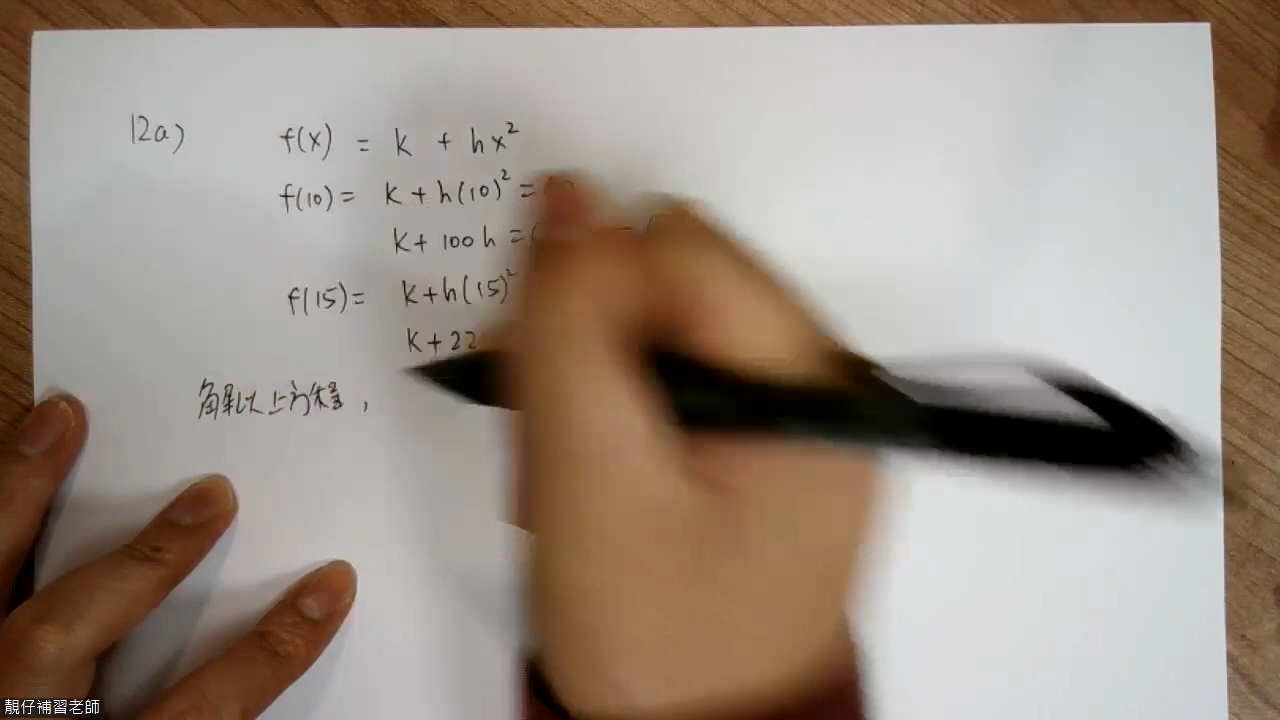 12a) f(x) = k + hx²
f(10) = k + h(10)² =
k + 100h =
f(15) = k + h(15)²
k + 22
解以上方程，
靚仔補習老師